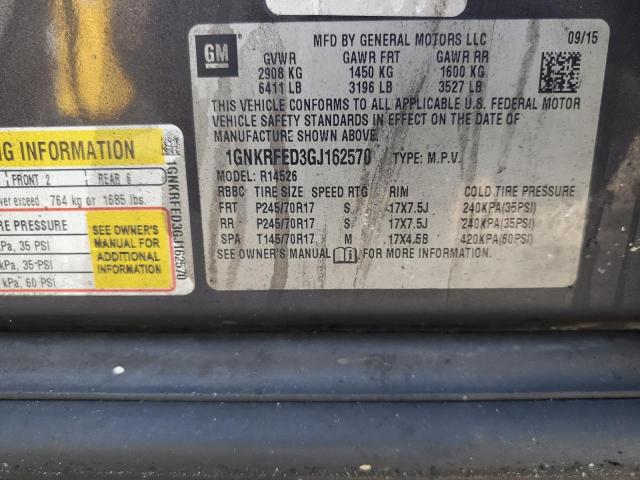 GM
MFD BY GENERAL MOTORS LLC 09/15
GVWR GAWR FRT GAWR RR
2908 KG 1450 KG 1600 KG
6411 LB 3196 LB 3527 LB
THIS VEHICLE CONFORMS TO ALL APPLICABLE U.S. FEDERAL MOTOR
VEHICLE SAFETY STANDARDS IN EFFECT ON THE DATE OF
MANUFACTURE SHOWN ABOVE.
1GNKRFED3GJ162570 TYPE: M.P.V.
R14526
RBBC TIRE SIZE SPEED RTG RIM COLD TIRE PRESSURE
FRT P245/70R17 S 17X7.5J 240KPA(35PSI)
RR P245/70R17 S 17X7.5J 240KPA(35PSI)
SPA T145/70R17 M 17X4.5B 420KPA(60PSI)
SEE OWNER'S MANUAL FOR MORE INFORMATION.
NG INFORMATION
FRONT 2 REAR 6
ver exceed 764 kg or 1685 lbs.
RE PRESSURE
Pa, 35 PSI
kPa, 35 PSI
kPa, 60 PSI
SEE OWNER'S
MANUAL FOR
ADDITIONAL
INFORMATION
1GNKRFED3GJ162570